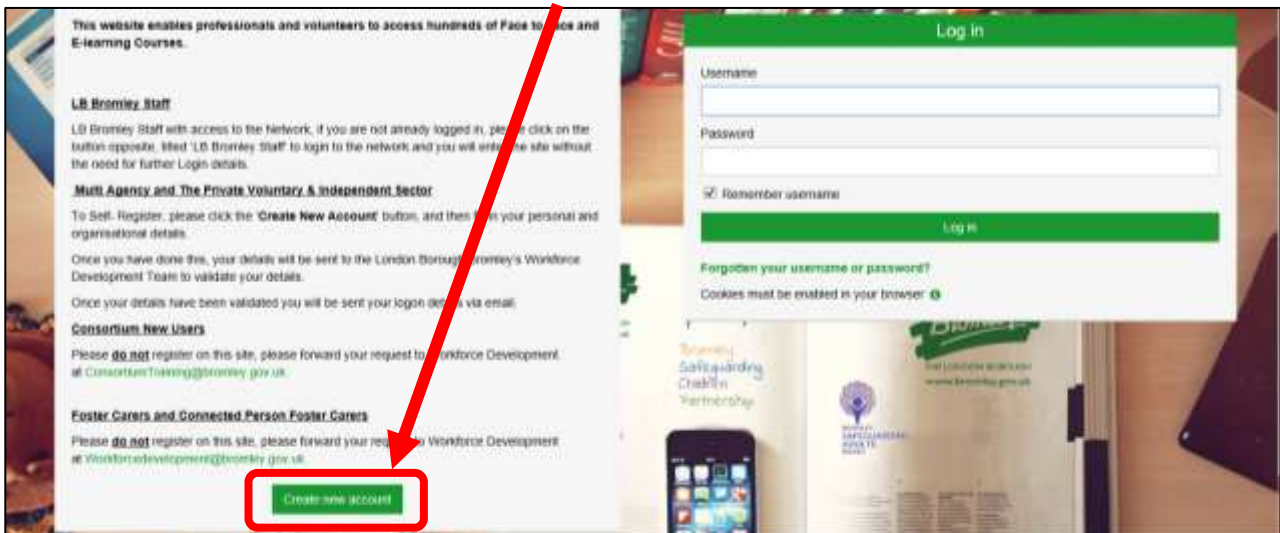 This website enables professionals and volunteers to access hundreds of Face to Face and
E-learning Courses.
LB Bromley Staff
LB Bromley Staff with access to the Network, if you are not already logged in, please click on the
button opposite, titled 'LB Bromley Staff' to login to the network and you will enter the site without
the need for further Login details.
Multi Agency and The Private Voluntary & Independent Sector
To Self- Register, please click the 'Create New Account' button, and then fill in your personal and
organisational details.
Once you have done this, your details will be sent to the London Borough Bromley's Workforce
Development Team to validate your details.
Once your details have been validated you will be sent your logon details via email.
Consortium New Users
Please do not register on this site, please forward your request to Workforce Development
at ConsortiumTraining@bromley.gov.uk
Foster Carers and Connected Person Foster Carers
Please do not register on this site, please forward your request to Workforce Development
at Workforcedevelopment@bromley.gov.uk
Create new account
Log in
Username
Password
Remember username
Log in
Forgotten your username or password?
Cookies must be enabled in your browser
Bromley
Safeguarding
Children
Partnership
Bromley
THE LONDON BOROUGH
www.bromley.gov.uk
BROMLEY
SAFEGUARDING
ADULTS
BOARD